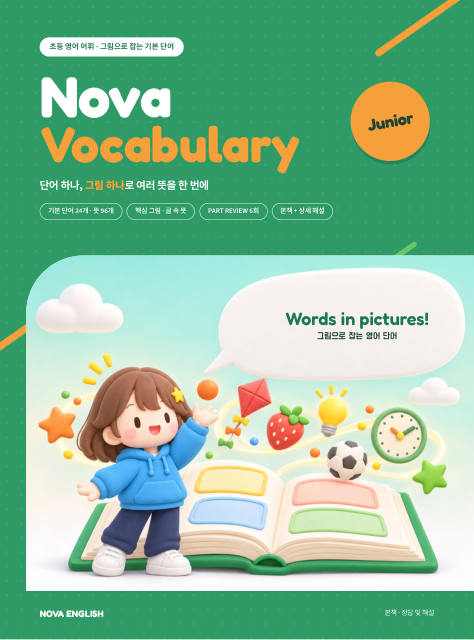 초등 영어 어휘 · 그림으로 잡는 기본 단어
Nova
Vocabulary
Junior
단어 하나, 그림 하나로 여러 뜻을 한 번에
기본 단어 24개 · 뜻 96개
핵심 그림 · 글 속 뜻
PART REVIEW 6회
본책 + 상세 해설
Words in pictures!
그림으로 잡는 영어 단어
NOVA ENGLISH
본책 · 정답 및 해설